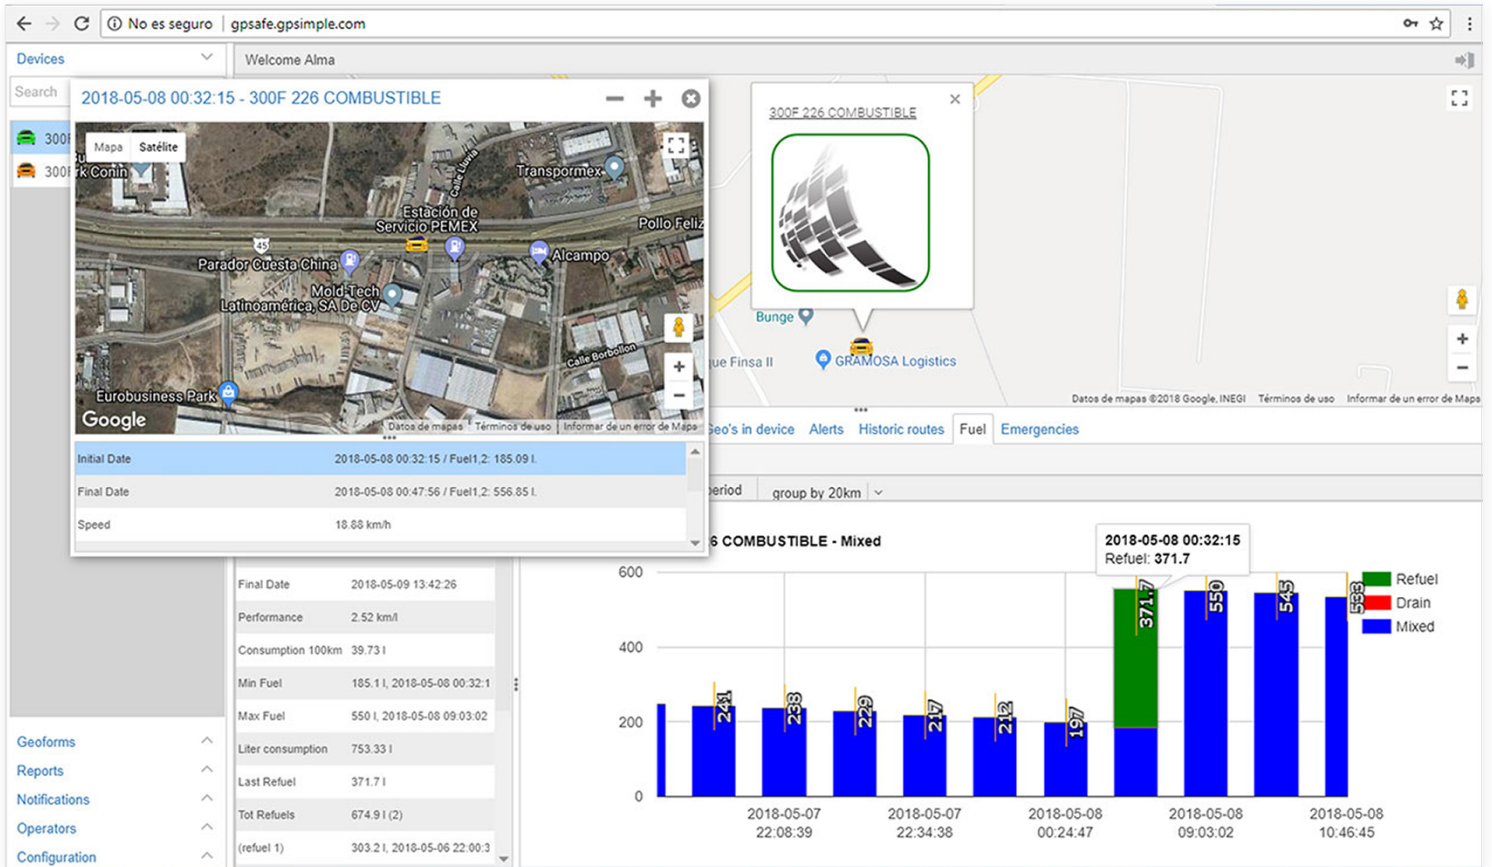 No es seguro | gpsafe.gpsimple.com
Devices
Welcome Alma
Search
2018-05-08 00:32:15 - 300F 226 COMBUSTIBLE
300F 226 COMBUSTIBLE
Mapa
Satélite
Transpormex
Calle Lluvia
Estación de
Servicio PEMEX
Pollo Feliz
45
Parador Cuesta China
Alcampo
Mold-Tech
Latinoamérica, SA De CV
Calle Borbollon
Eurobusiness Park
Google
Datos de mapas
Términos de uso
Informar de un error de Maps
Bunge
que Finsa II
GRAMOSA Logistics
Datos de mapas ©2018 Google, INEGI
Términos de uso
Informar de un error de Maps
Geo's in device
Alerts
Historic routes
Fuel
Emergencies
Initial Date 2018-05-08 00:32:15 / Fuel1,2: 185.09 l.
Final Date 2018-05-08 00:47:56 / Fuel1,2: 556.85 l.
Speed 18.88 km/h
period
group by 20km
6 COMBUSTIBLE - Mixed
2018-05-08 00:32:15
Refuel: 371.7
Refuel
Drain
Mixed
600
400
200
0
241
238
229
217
212
197
371.7
550
545
533
2018-05-07
22:08:39
2018-05-07
22:34:38
2018-05-08
00:24:47
2018-05-08
09:03:02
2018-05-08
10:46:45
Final Date 2018-05-09 13:42:26
Performance 2.52 km/l
Consumption 100km 39.73 l
Min Fuel 185.1 l, 2018-05-08 00:32:1
Max Fuel 550 l, 2018-05-08 09:03:02
Liter consumption 753.33 l
Last Refuel 371.7 l
Tot Refuels 674.9 l (2)
(refuel 1) 303.2 l, 2018-05-06 22:00:3
Geoforms
Reports
Notifications
Operators
Configuration